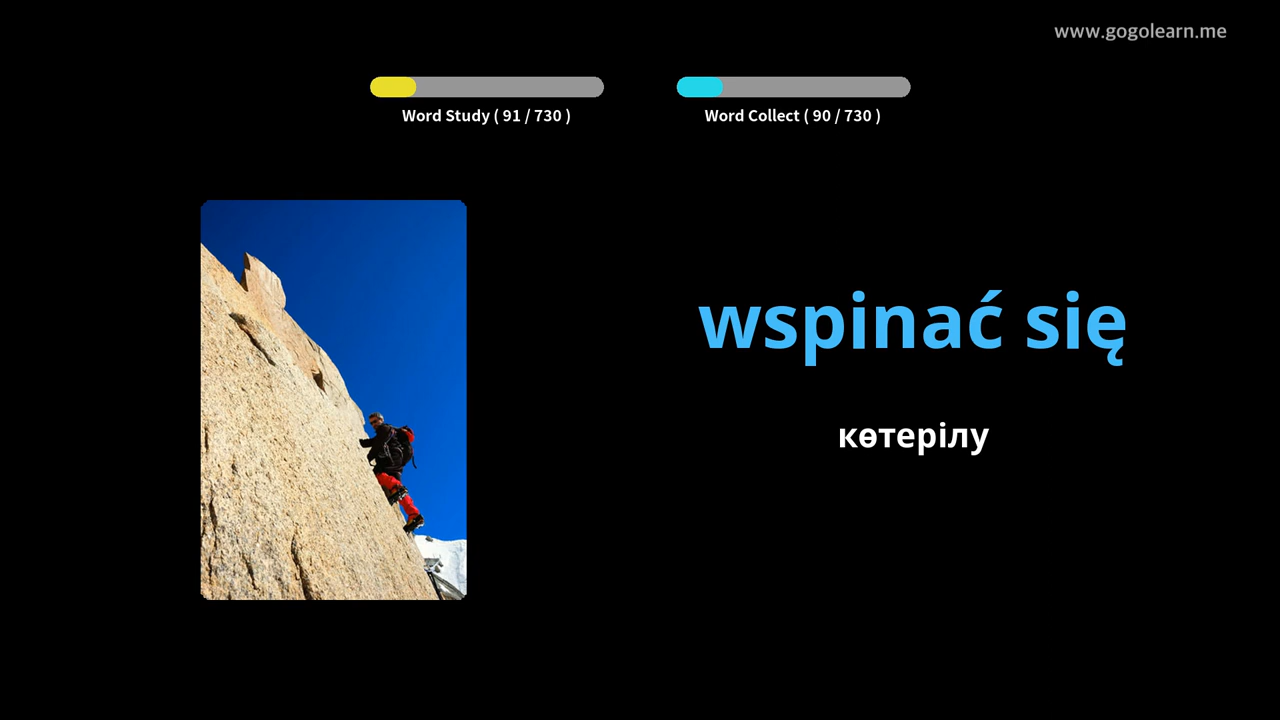 www.gogolearn.me
Word Study ( 91 / 730 )
Word Collect ( 90 / 730 )
wspinać się
көтерілу